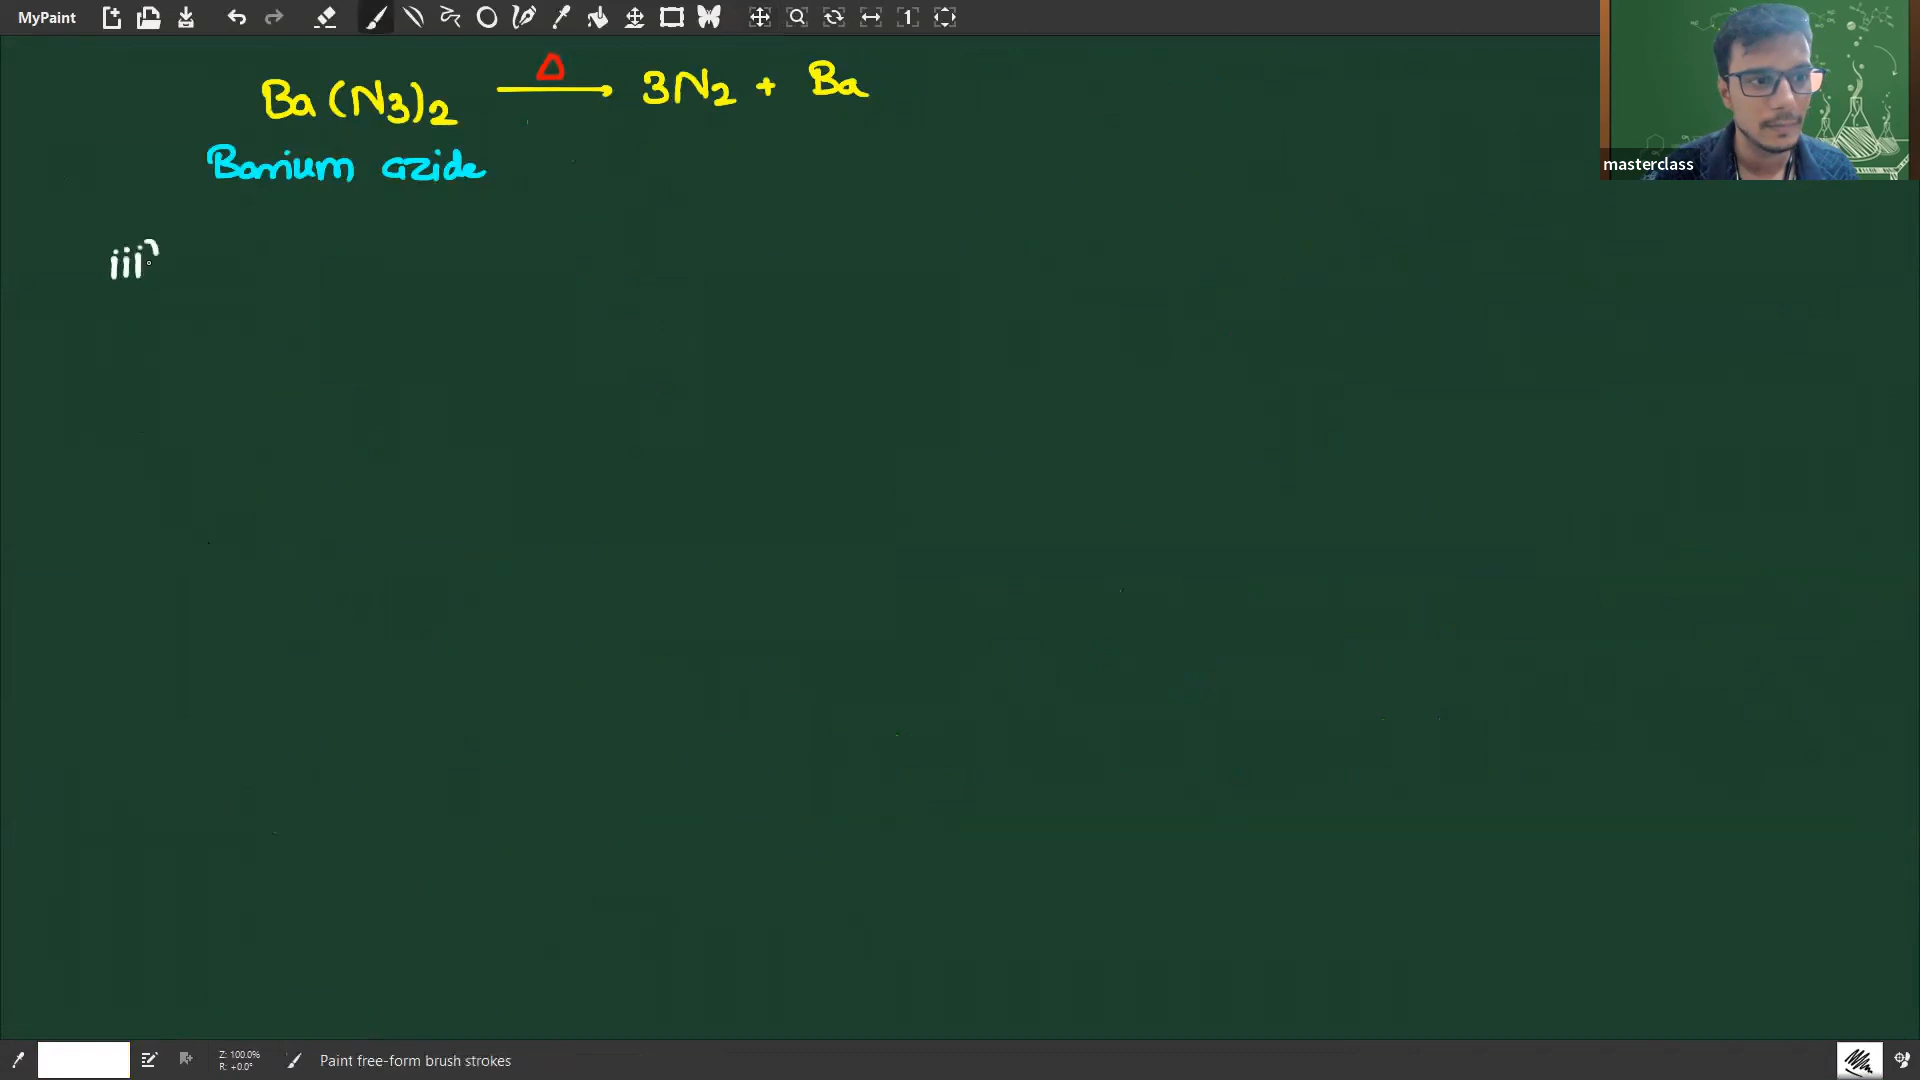 MyPaint
Ba(N3)2 Δ→ 3N2 + Ba
Barium azide
iii)
masterclass
Z: 100.0%
R: +0.0°
Paint free-form brush strokes